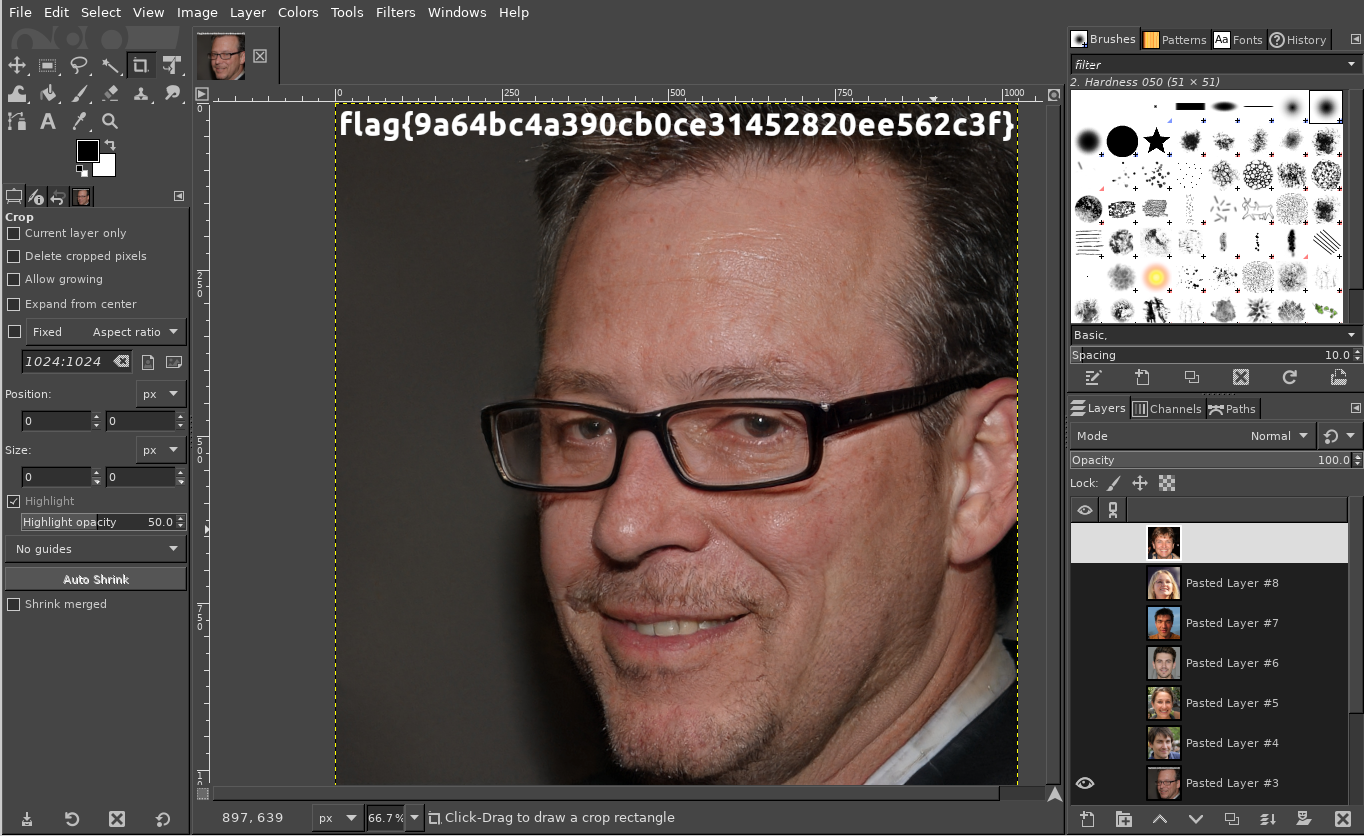 File Edit Select View Image Layer Colors Tools Filters Windows Help
Crop
Current layer only
Delete cropped pixels
Allow growing
Expand from center
Fixed Aspect ratio
1024:1024
Position: px
0 0
Size: px
0 0
Highlight
Highlight opacity 50.0
No guides
Auto Shrink
Shrink merged
0 250 500 750 1000
0
250
500
750
1
flag{9a64bc4a390cb0ce31452820ee562c3f}
897, 639 px 66.7 % Click-Drag to draw a crop rectangle
Brushes Patterns Aa Fonts History
filter
2. Hardness 050 (51 × 51)
Basic,
Spacing 10.0
Layers Channels Paths
Mode Normal
Opacity 100.0
Lock:
Pasted Layer #8
Pasted Layer #7
Pasted Layer #6
Pasted Layer #5
Pasted Layer #4
Pasted Layer #3